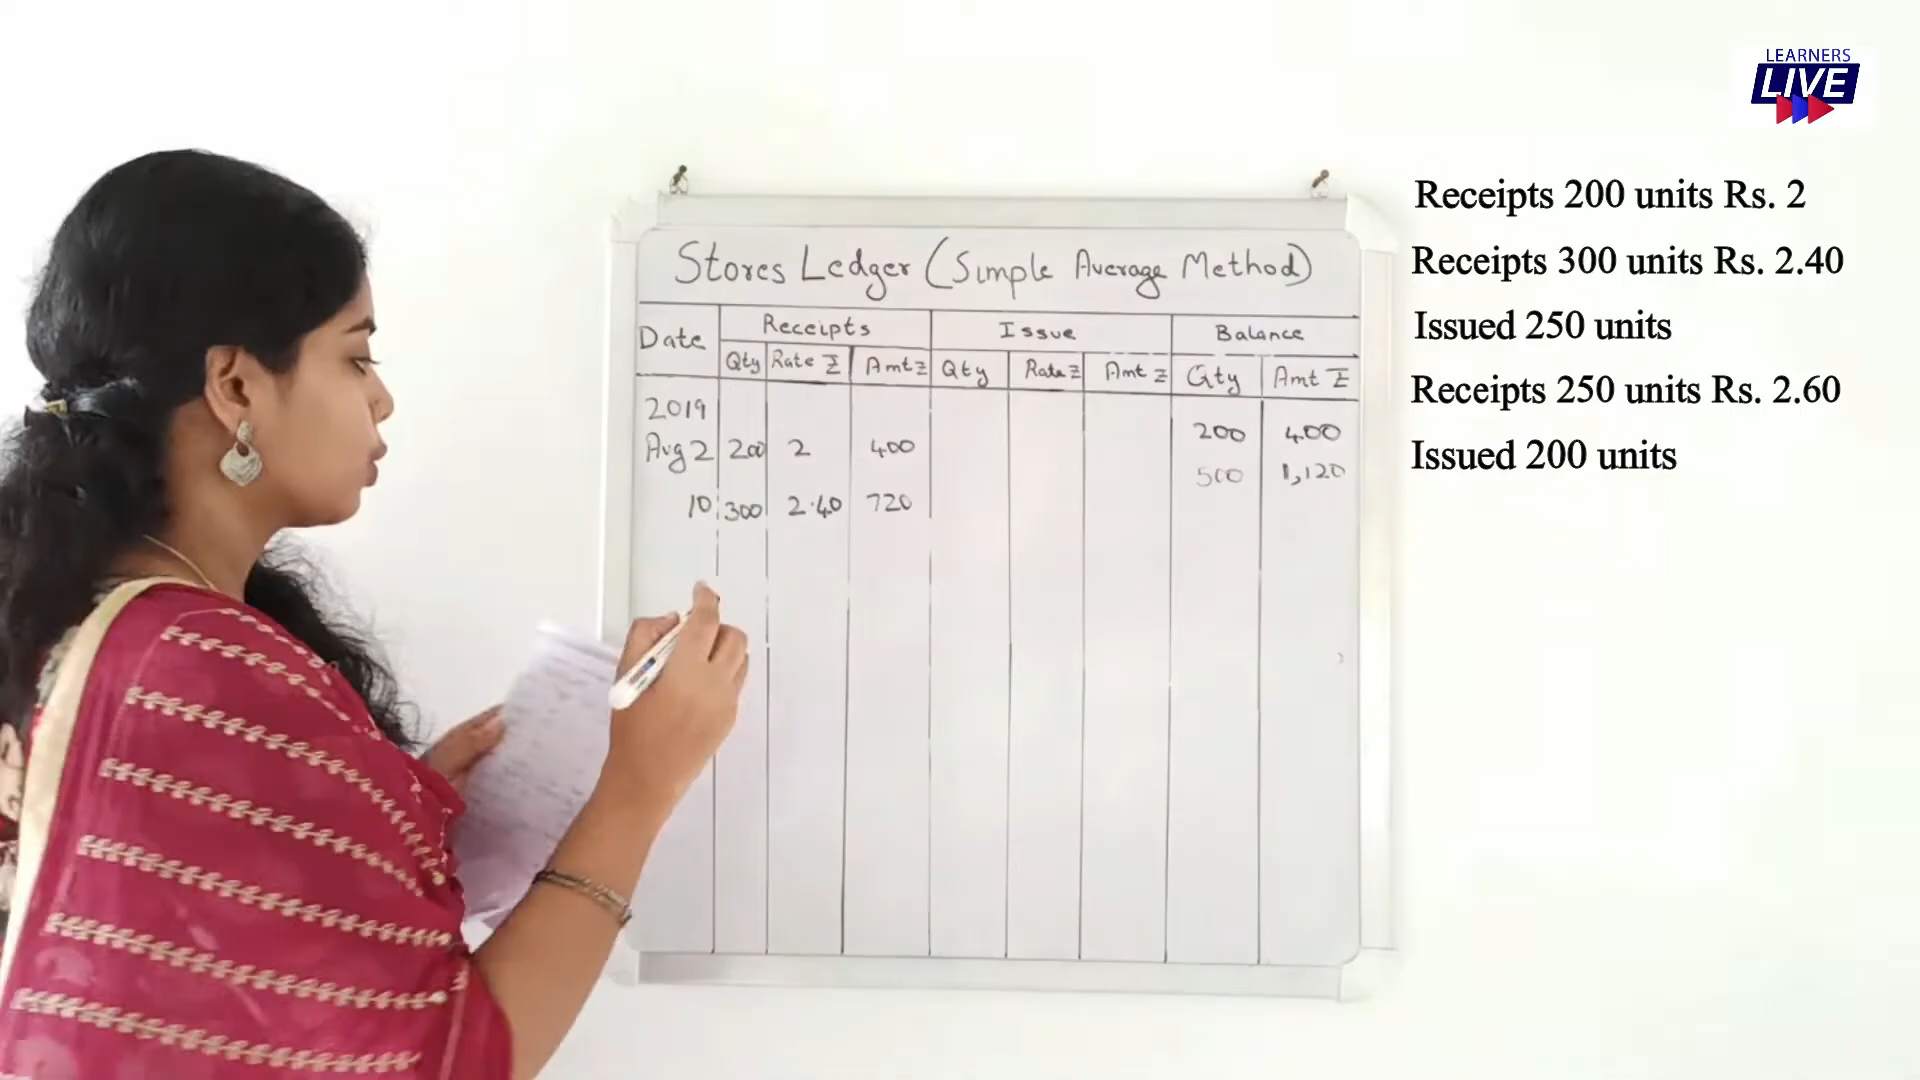 LEARNERS
LIVE
Receipts 200 units Rs. 2
Receipts 300 units Rs. 2.40
Issued 250 units
Receipts 250 units Rs. 2.60
Issued 200 units
Stores Ledger (Simple Average Method)
Date Receipts Issue Balance
Qty Rate ₹ Amt ₹ Qty Rate ₹ Amt ₹ Qty Amt ₹
2019
Aug 2 200 2 400 200 400
10 300 2.40 720 500 1,120